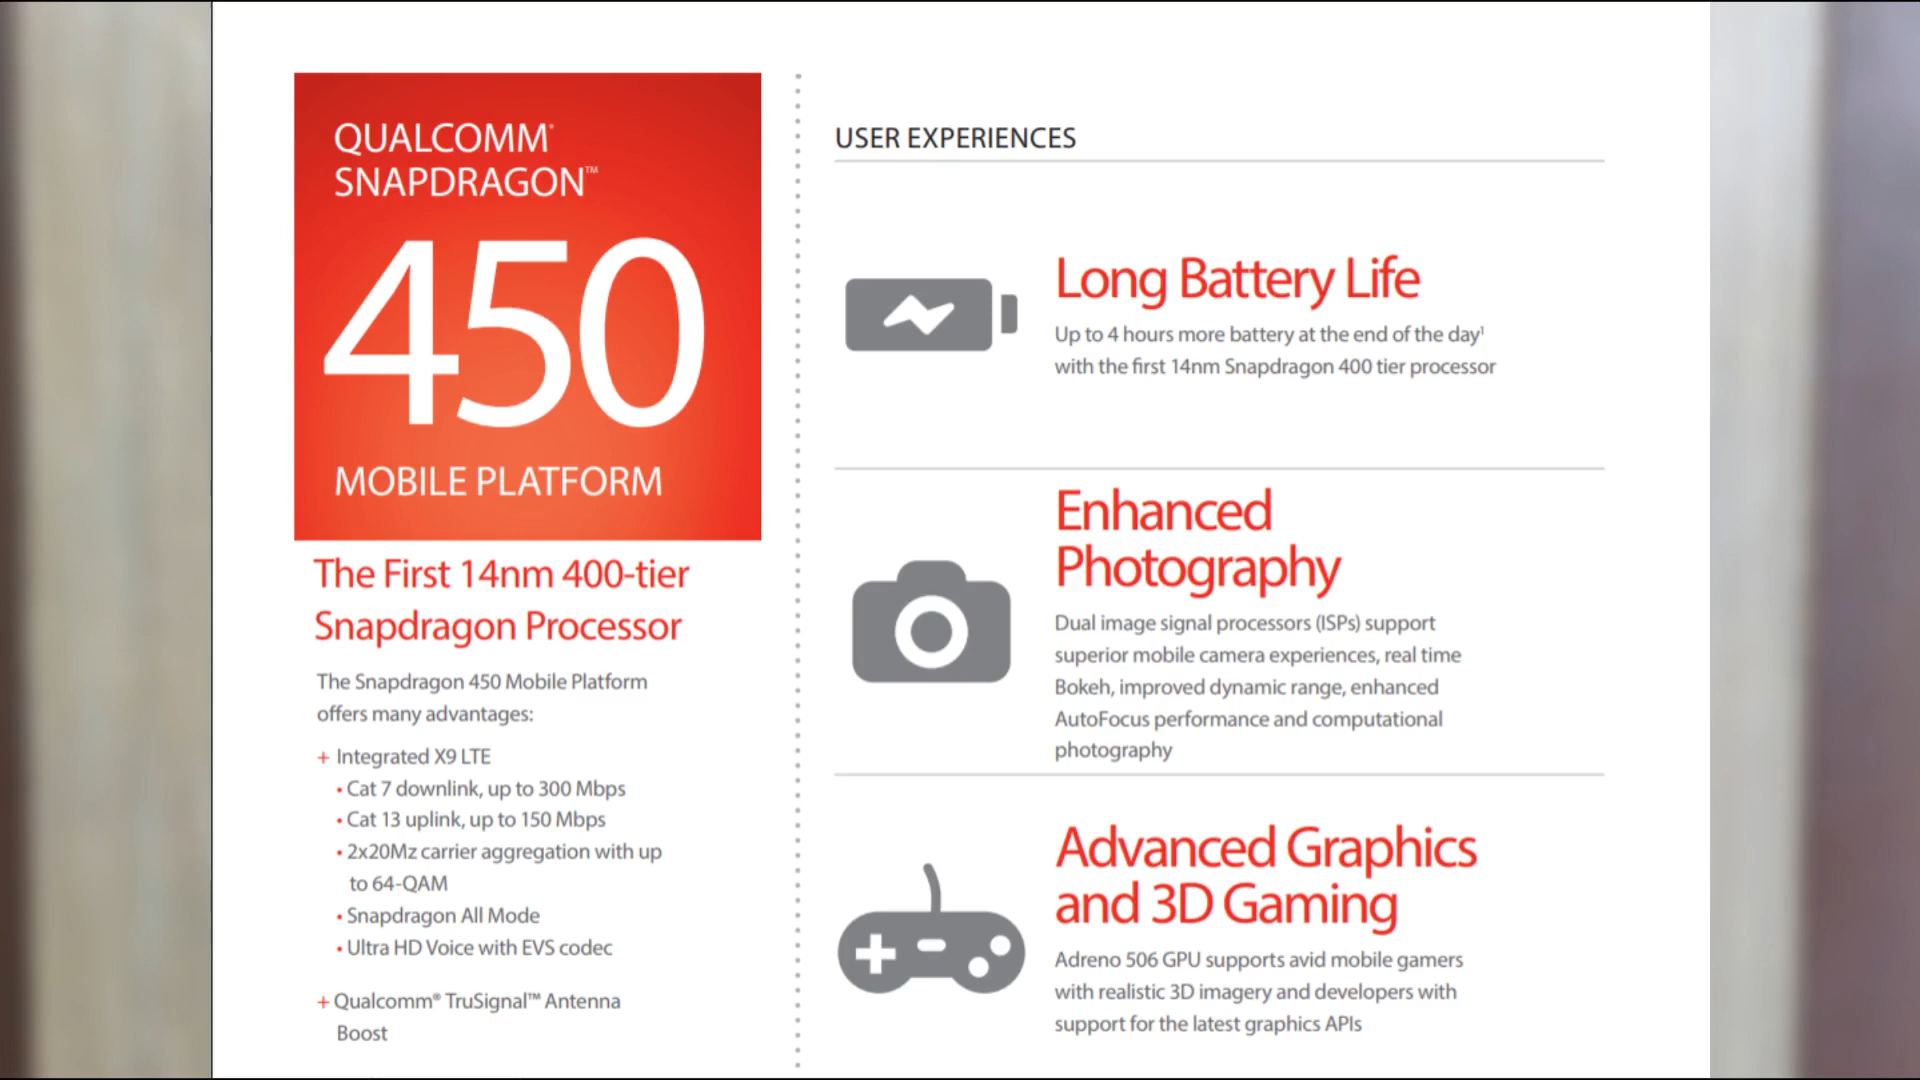 QUALCOMM®
SNAPDRAGON™
450
MOBILE PLATFORM
The First 14nm 400-tier
Snapdragon Processor
The Snapdragon 450 Mobile Platform
offers many advantages:
+ Integrated X9 LTE
• Cat 7 downlink, up to 300 Mbps
• Cat 13 uplink, up to 150 Mbps
• 2x20Mz carrier aggregation with up
to 64-QAM
• Snapdragon All Mode
• Ultra HD Voice with EVS codec
+ Qualcomm® TruSignal™ Antenna
Boost
USER EXPERIENCES
Long Battery Life
Up to 4 hours more battery at the end of the day¹
with the first 14nm Snapdragon 400 tier processor
Enhanced
Photography
Dual image signal processors (ISPs) support
superior mobile camera experiences, real time
Bokeh, improved dynamic range, enhanced
AutoFocus performance and computational
photography
Advanced Graphics
and 3D Gaming
Adreno 506 GPU supports avid mobile gamers
with realistic 3D imagery and developers with
support for the latest graphics APIs